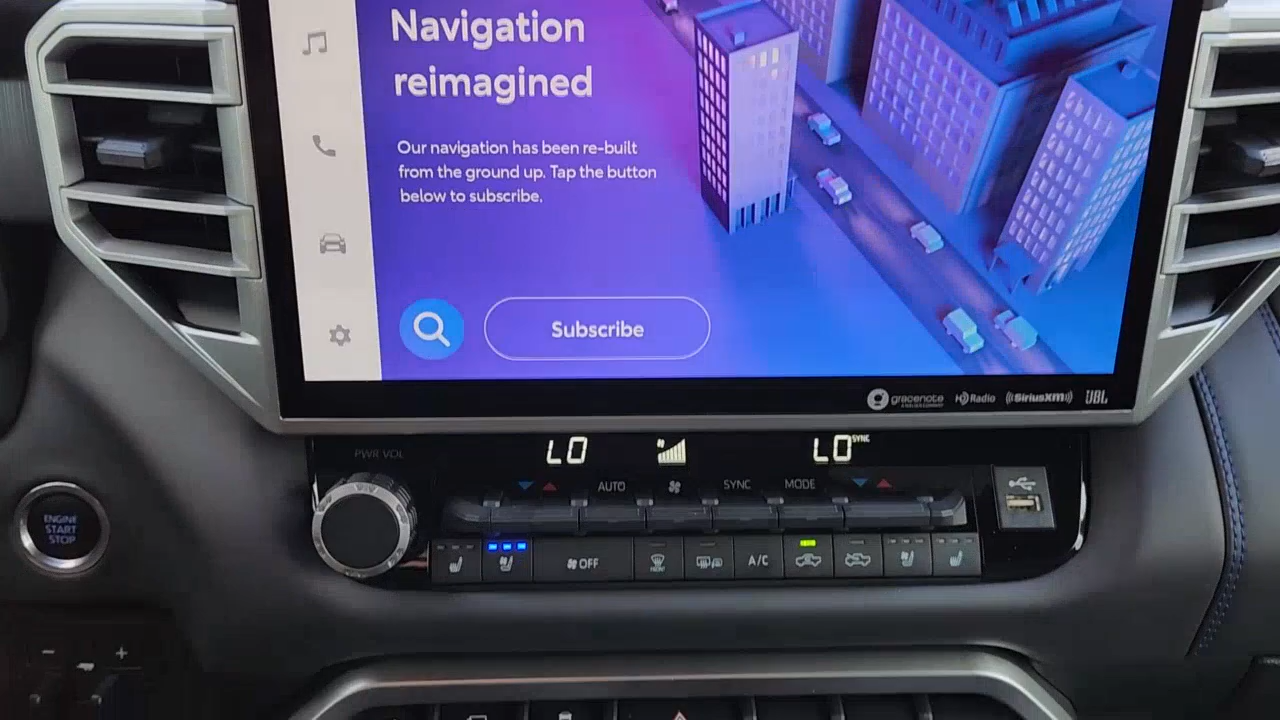 Navigation
reimagined
Our navigation has been re-built
from the ground up. Tap the button
below to subscribe.
Subscribe
gracenote
HD Radio
SiriusXM
JBL
PWR VOL
LO
LO SYNC
AUTO
SYNC
MODE
ENGINE
START
STOP
OFF
FRONT
A/C
- +